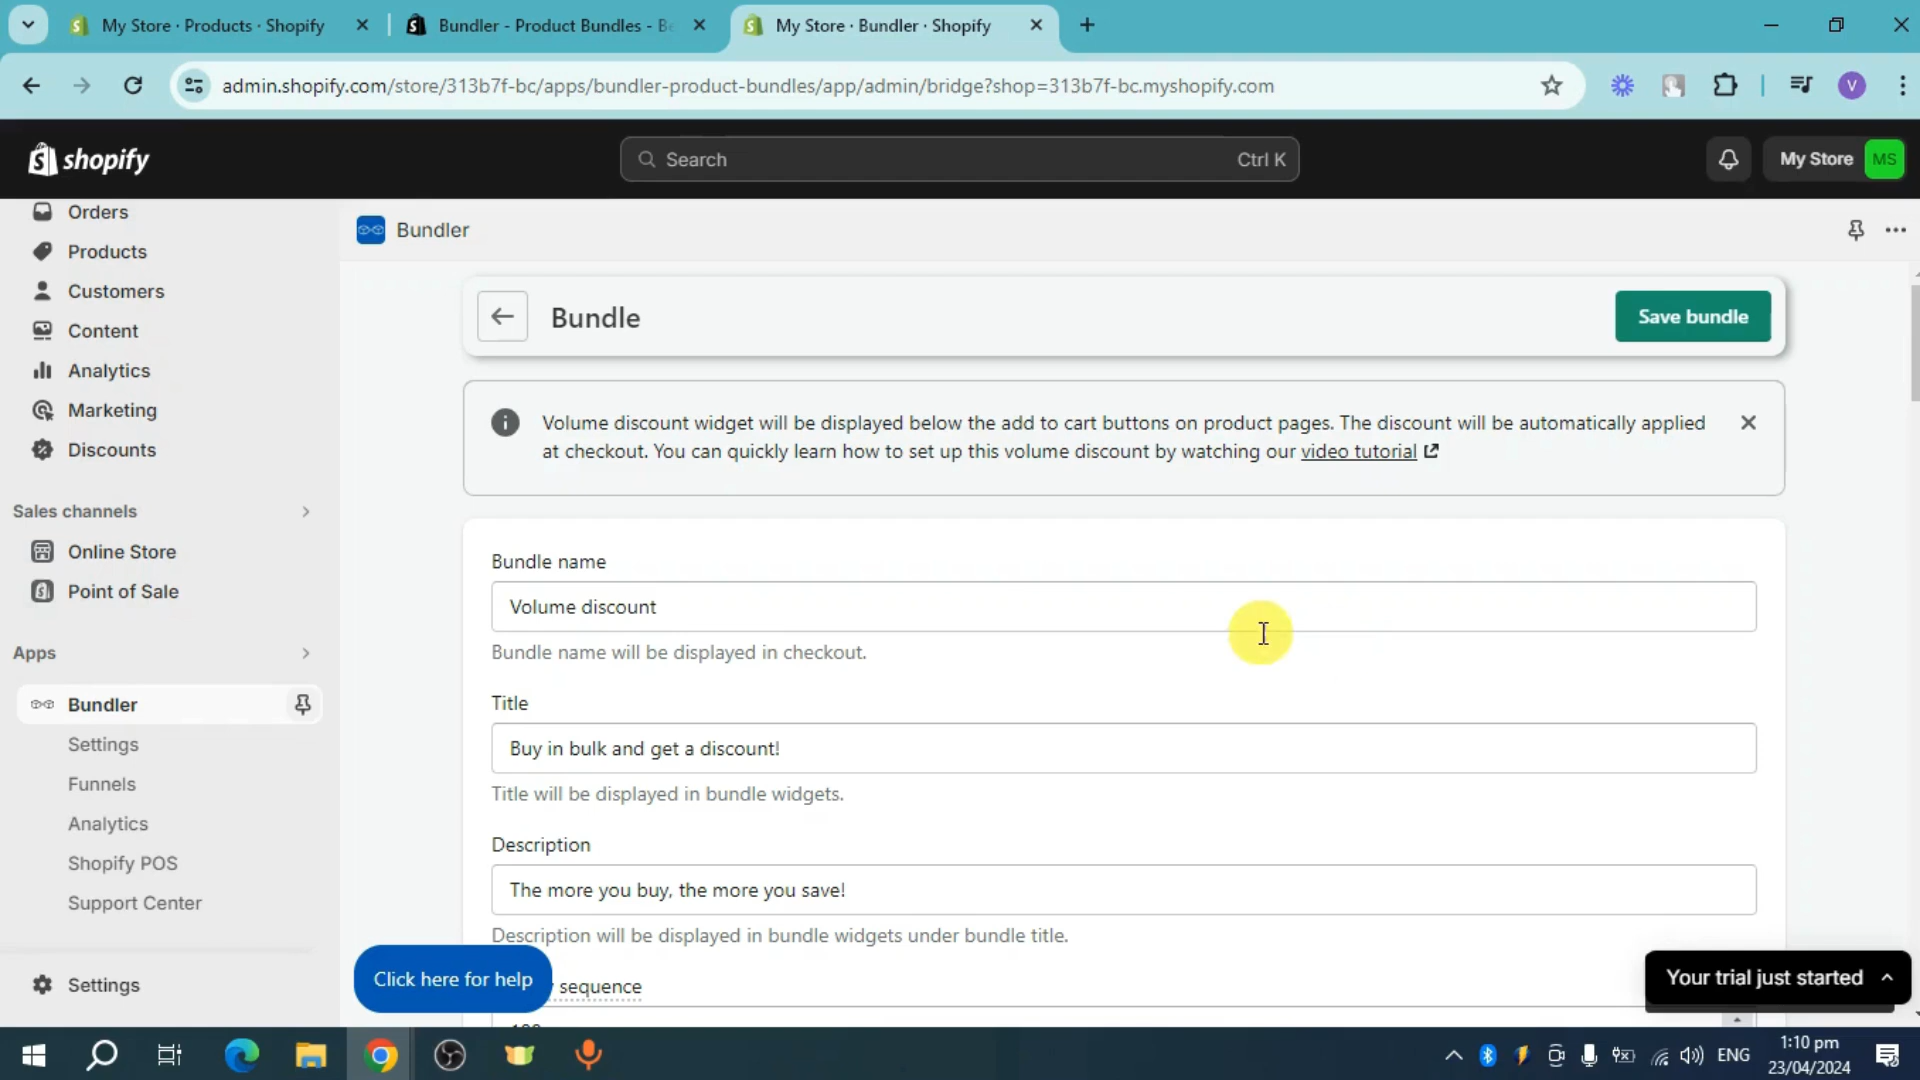 My Store · Products · Shopify
Bundler - Product Bundles - Be
My Store · Bundler · Shopify
admin.shopify.com/store/313b7f-bc/apps/bundler-product-bundles/app/admin/bridge?shop=313b7f-bc.myshopify.com
V
shopify
Search
Ctrl K
My Store
MS
Orders
Products
Customers
Content
Analytics
Marketing
Discounts
Sales channels
Online Store
Point of Sale
Apps
Bundler
Settings
Funnels
Analytics
Shopify POS
Support Center
Settings
Bundler
Bundle
Save bundle
Volume discount widget will be displayed below the add to cart buttons on product pages. The discount will be automatically applied
at checkout. You can quickly learn how to set up this volume discount by watching our video tutorial
Bundle name
Volume discount
Bundle name will be displayed in checkout.
Title
Buy in bulk and get a discount!
Title will be displayed in bundle widgets.
Description
The more you buy, the more you save!
Description will be displayed in bundle widgets under bundle title.
sequence
Click here for help
Your trial just started
ENG
1:10 pm
23/04/2024